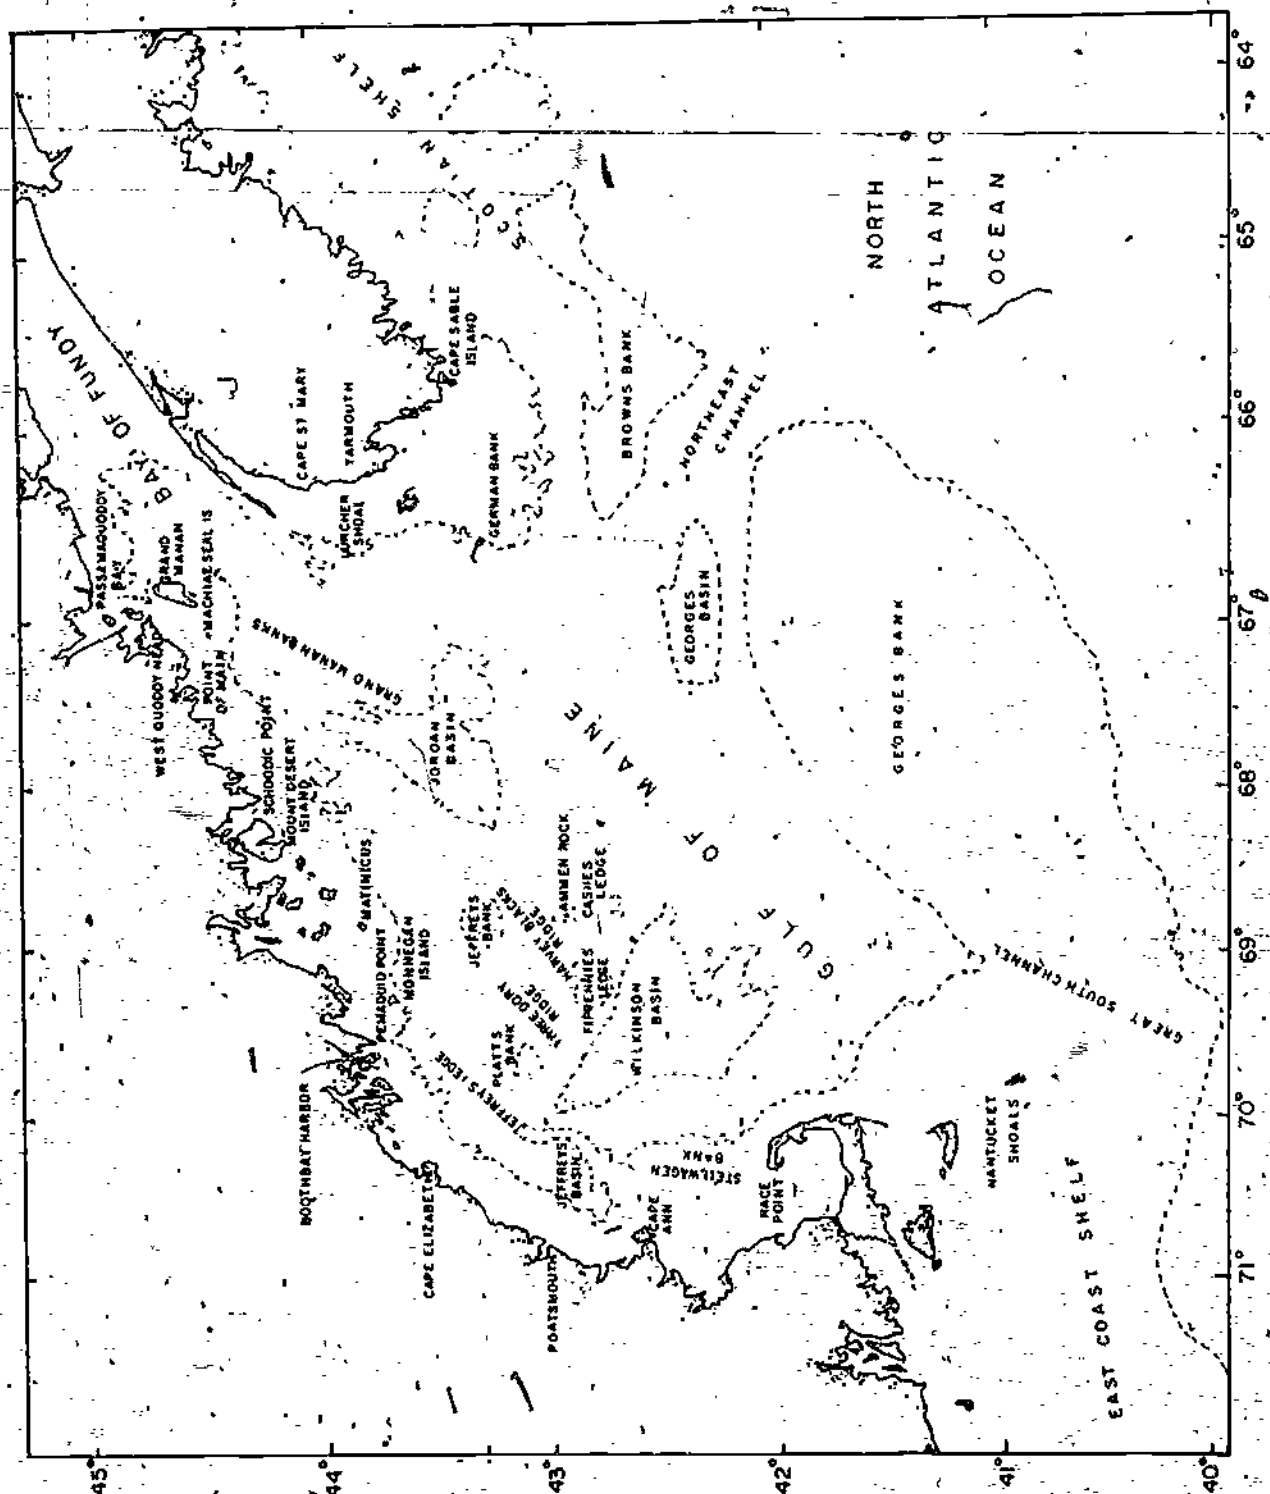 BAY OF FUNDY
SCOTIAN SHELF
NORTH
ATLANTIC
OCEAN
PASSAMAQUODDY
BAY
GRAND
MANAN
WEST QUODDY HEAD
MACHIAS SEAL IS
POINT
OF MAIN
SCHOODIC POINT
MOUNT DESERT
ISLAND
GRAND MANAN BANKS
CAPE ST MARY
YARMOUTH
LURCHER
SHOAL
CAPE SABLE
ISLAND
GERMAN BANK
BROWNS BANK
NORTHEAST
CHANNEL
GEORGES
BASIN
GEORGES BANK
JORDAN
BASIN
GULF OF MAINE
MATINICUS
PEMAQUID POINT
MONHEGAN
ISLAND
BOOTHBAY HARBOR
CAPE ELIZABETH
JEFFREYS
BANK
HARVEY BLACKS
RIDGE
AMMEN ROCK
CASHES
LEDGE
THREE DORY
RIDGE
FIPPENNIES
LEDGE
PLATTS
BANK
JEFFREYS LEDGE
WILKINSON
BASIN
JEFFREYS
BASIN
PORTSMOUTH
CAPE
ANN
STELLWAGEN
BANK
RACE
POINT
NANTUCKET
SHOALS
GREAT SOUTH CHANNEL
EAST COAST SHELF
45°
44°
43°
42°
41°
40°
71°
70°
69°
68°
67°
66°
65°
64°